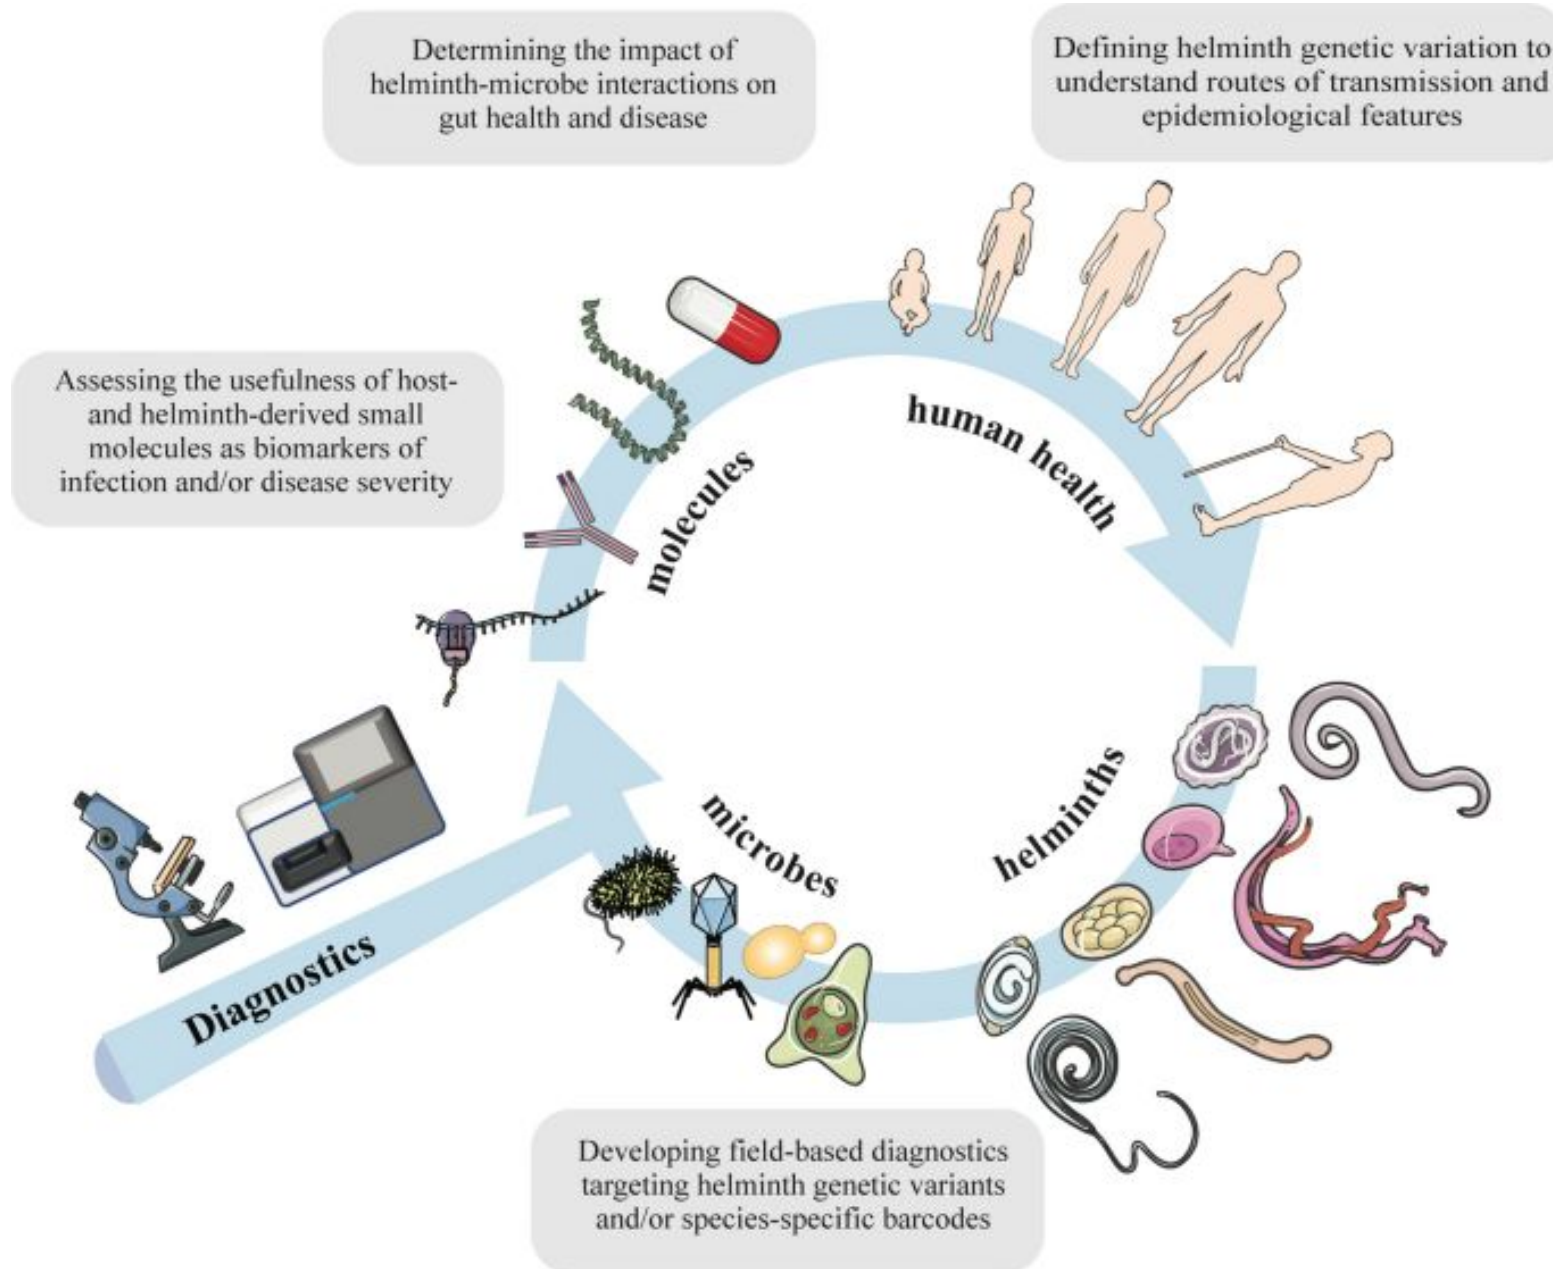 Determining the impact of
helminth-microbe interactions on
gut health and disease
Defining helminth genetic variation to
understand routes of transmission and
epidemiological features
Assessing the usefulness of host-
and helminth-derived small
molecules as biomarkers of
infection and/or disease severity
molecules
human health
helminths
microbes
Diagnostics
Developing field-based diagnostics
targeting helminth genetic variants
and/or species-specific barcodes